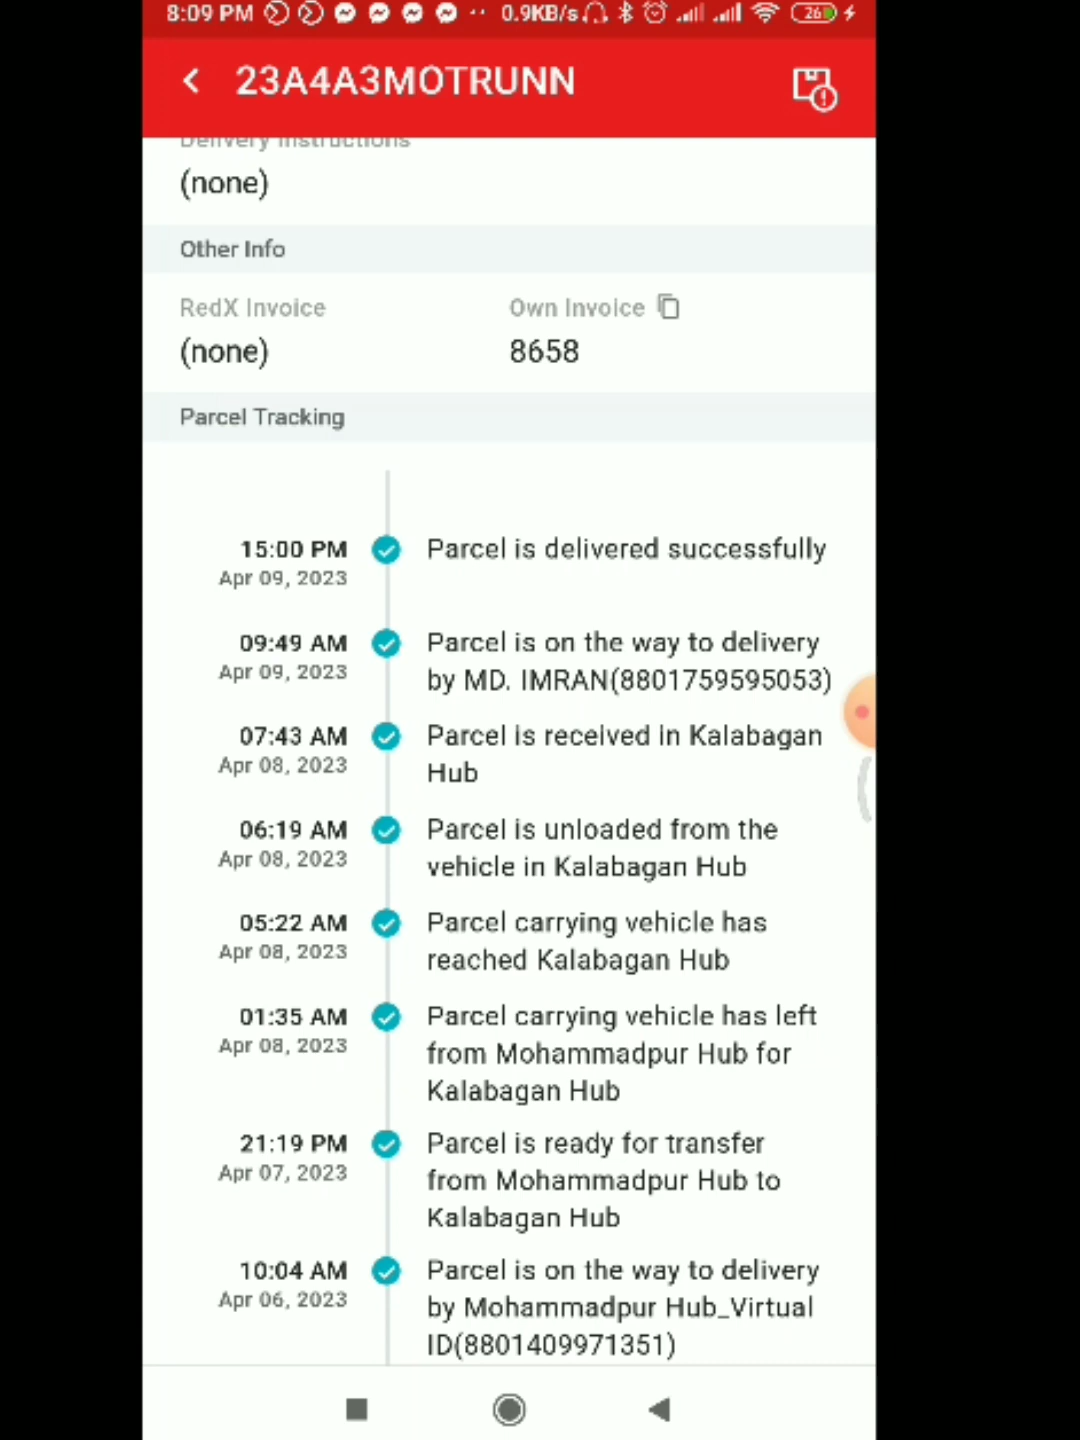 8:09 PM 0.9KB/s 26
23A4A3MOTRUNN
Delivery Instructions
(none)
Other Info
RedX Invoice Own Invoice
(none) 8658
Parcel Tracking
15:00 PM Parcel is delivered successfully
Apr 09, 2023
09:49 AM Parcel is on the way to delivery
Apr 09, 2023 by MD. IMRAN(8801759595053)
07:43 AM Parcel is received in Kalabagan
Apr 08, 2023 Hub
06:19 AM Parcel is unloaded from the
Apr 08, 2023 vehicle in Kalabagan Hub
05:22 AM Parcel carrying vehicle has
Apr 08, 2023 reached Kalabagan Hub
01:35 AM Parcel carrying vehicle has left
Apr 08, 2023 from Mohammadpur Hub for
Kalabagan Hub
21:19 PM Parcel is ready for transfer
Apr 07, 2023 from Mohammadpur Hub to
Kalabagan Hub
10:04 AM Parcel is on the way to delivery
Apr 06, 2023 by Mohammadpur Hub_Virtual
ID(8801409971351)